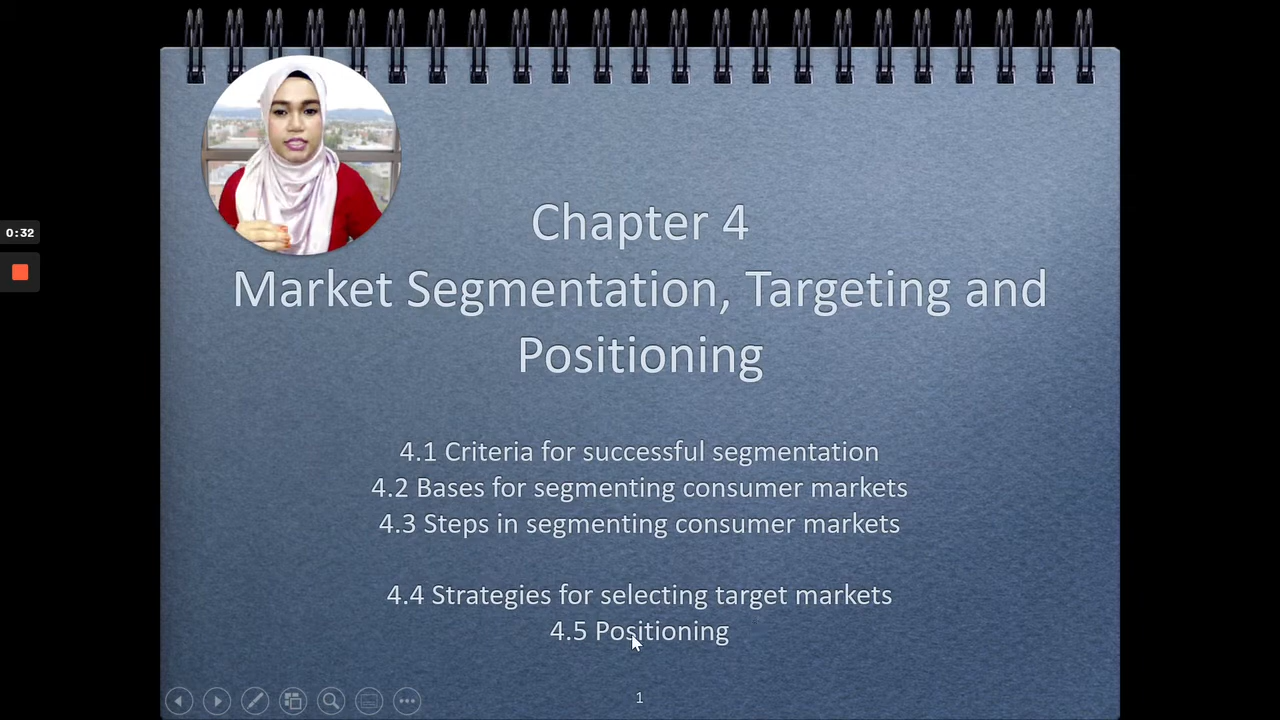 0:32
Chapter 4
Market Segmentation, Targeting and
Positioning
4.1 Criteria for successful segmentation
4.2 Bases for segmenting consumer markets
4.3 Steps in segmenting consumer markets
4.4 Strategies for selecting target markets
4.5 Positioning
1